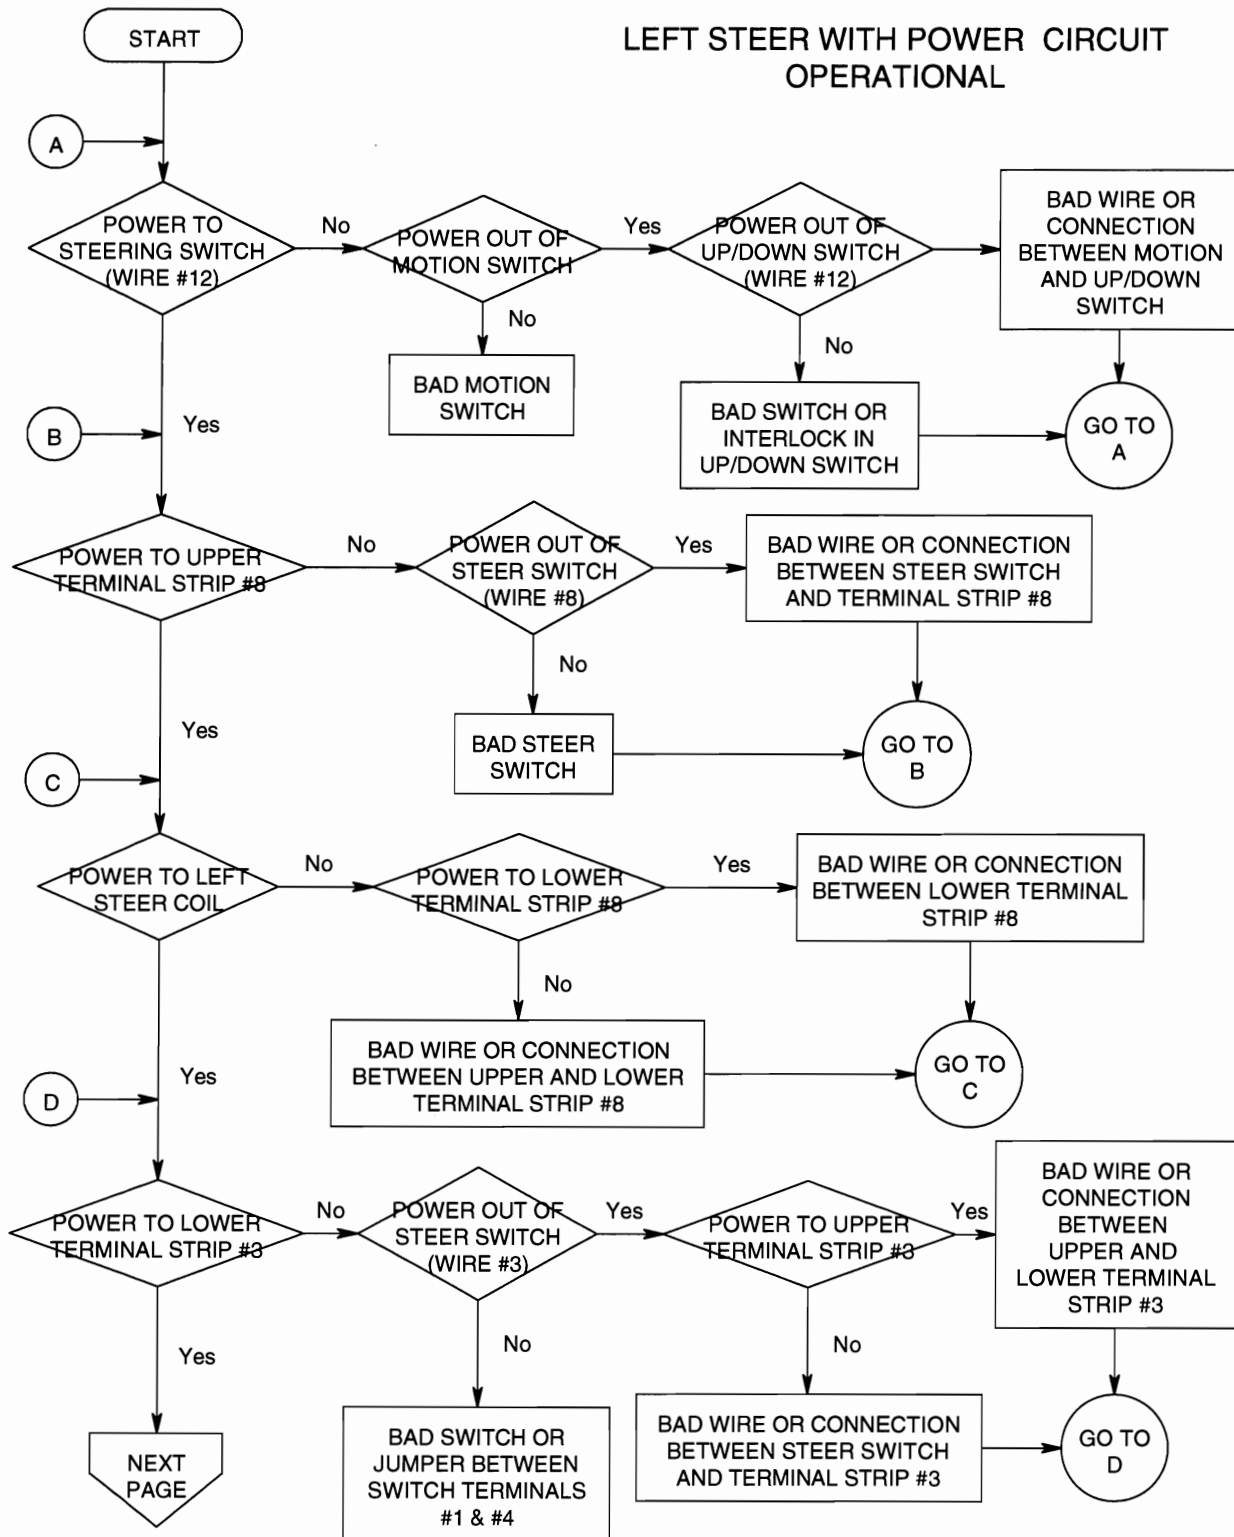 START
LEFT STEER WITH POWER CIRCUIT
OPERATIONAL
A
POWER TO
STEERING SWITCH
(WIRE #12)
No
POWER OUT OF
MOTION SWITCH
Yes
POWER OUT OF
UP/DOWN SWITCH
(WIRE #12)
BAD WIRE OR
CONNECTION
BETWEEN MOTION
AND UP/DOWN
SWITCH
No
BAD MOTION
SWITCH
No
BAD SWITCH OR
INTERLOCK IN
UP/DOWN SWITCH
GO TO
A
B
Yes
POWER TO UPPER
TERMINAL STRIP #8
No
POWER OUT OF
STEER SWITCH
(WIRE #8)
Yes
BAD WIRE OR CONNECTION
BETWEEN STEER SWITCH
AND TERMINAL STRIP #8
No
BAD STEER
SWITCH
GO TO
B
Yes
C
POWER TO LEFT
STEER COIL
No
POWER TO LOWER
TERMINAL STRIP #8
Yes
BAD WIRE OR CONNECTION
BETWEEN LOWER TERMINAL
STRIP #8
No
BAD WIRE OR CONNECTION
BETWEEN UPPER AND LOWER
TERMINAL STRIP #8
GO TO
C
Yes
D
POWER TO LOWER
TERMINAL STRIP #3
No
POWER OUT OF
STEER SWITCH
(WIRE #3)
Yes
POWER TO UPPER
TERMINAL STRIP #3
Yes
BAD WIRE OR
CONNECTION
BETWEEN
UPPER AND
LOWER TERMINAL
STRIP #3
Yes
No
No
NEXT
PAGE
BAD SWITCH OR
JUMPER BETWEEN
SWITCH TERMINALS
#1 & #4
BAD WIRE OR CONNECTION
BETWEEN STEER SWITCH
AND TERMINAL STRIP #3
GO TO
D